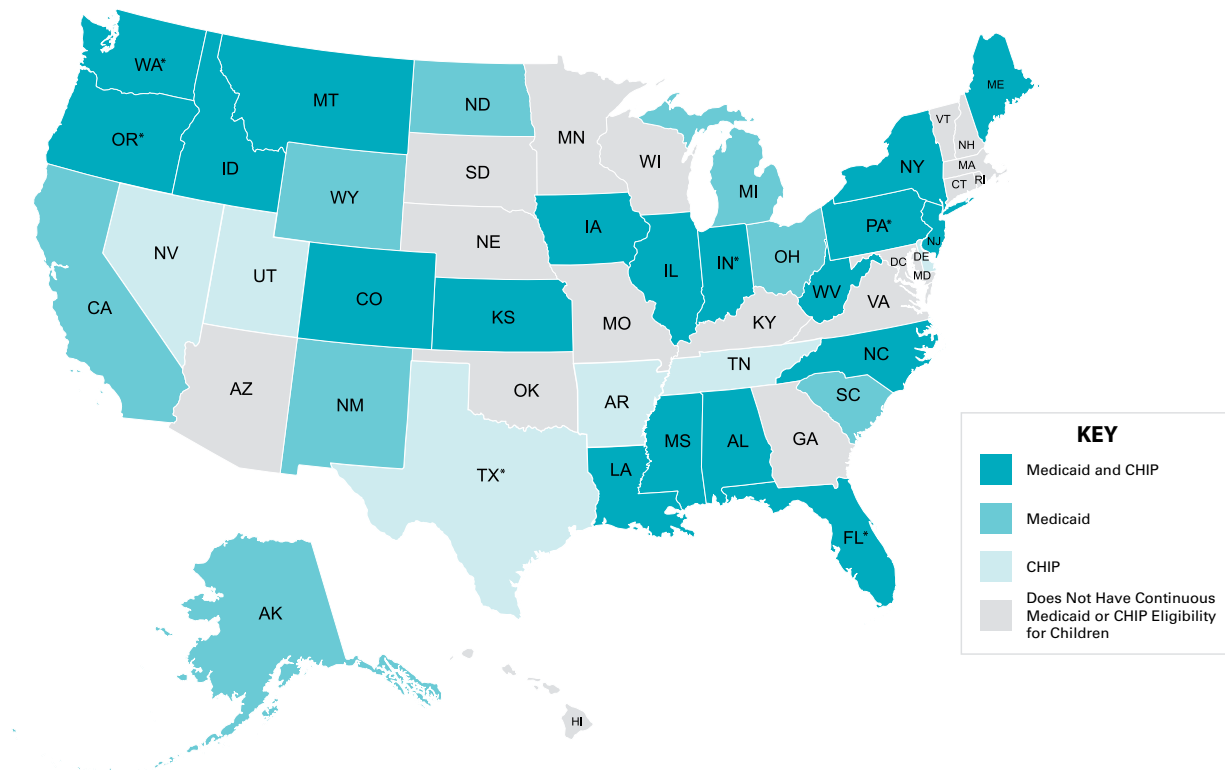 WA*
MT
ND
MN
ME
OR*
ID
SD
WI
VT
NH
NY
MA
CT
RI
WY
MI
IA
PA*
NV
UT
NE
IL
IN*
OH
NJ
DC
DE
MD
CA
CO
KS
MO
WV
VA
KY
AZ
NM
OK
AR
TN
NC
SC
TX*
LA
MS
AL
GA
FL*
AK
HI
KEY
Medicaid and CHIP
Medicaid
CHIP
Does Not Have Continuous
Medicaid or CHIP Eligibility
for Children